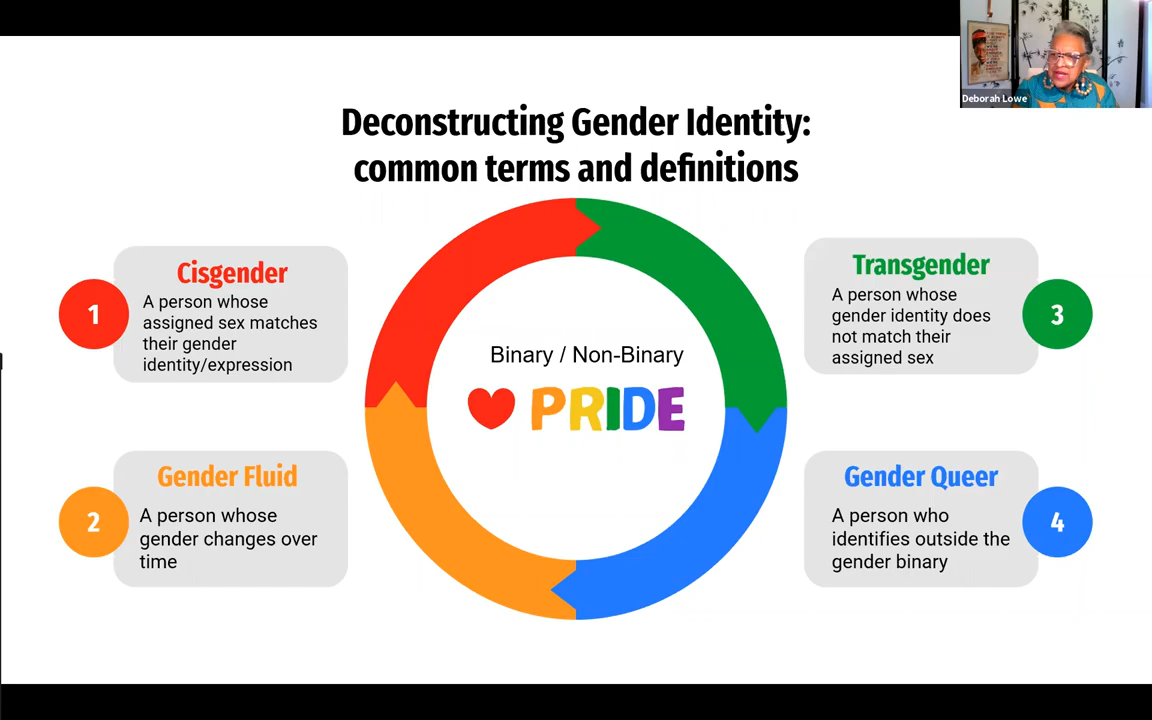 Deborah Lowe
Deconstructing Gender Identity:
common terms and definitions
1
Cisgender
A person whose
assigned sex matches
their gender
identity/expression
2
Gender Fluid
A person whose
gender changes over
time
Binary / Non-Binary
PRIDE
Transgender
A person whose
gender identity does
not match their
assigned sex
3
Gender Queer
A person who
identifies outside the
gender binary
4